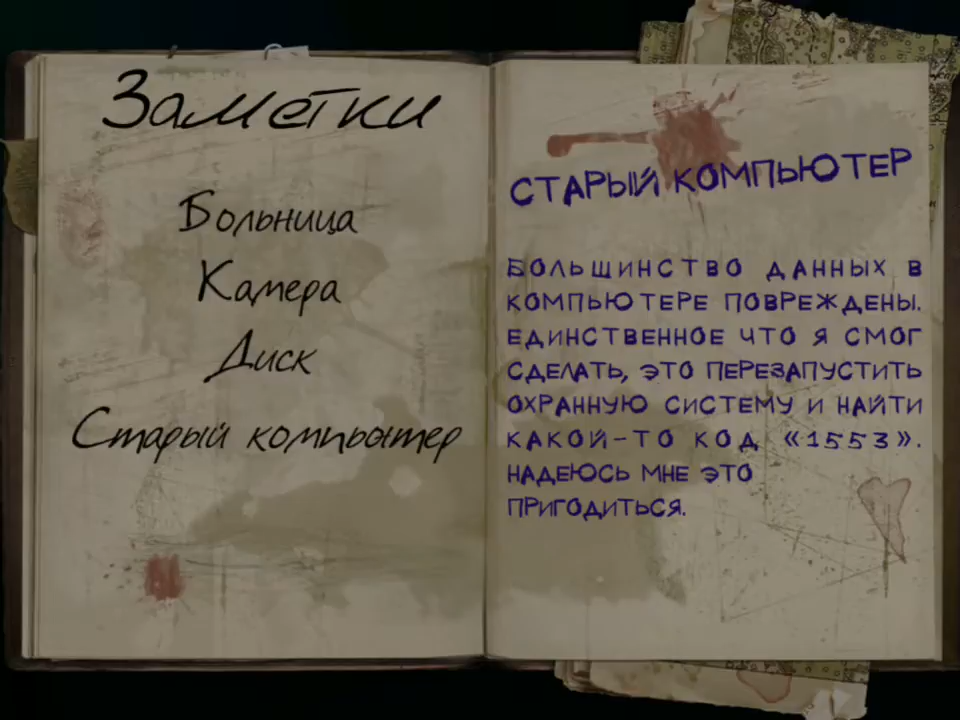 Заметки
Больница
Камера
Диск
Старый компьютер
СТАРЫЙ КОМПЬЮТЕР
БОЛЬШИНСТВО ДАННЫХ В
КОМПЬЮТЕРЕ ПОВРЕЖДЕНЫ.
ЕДИНСТВЕННОЕ ЧТО Я СМОГ
СДЕЛАТЬ, ЭТО ПЕРЕЗАПУСТИТЬ
ОХРАННУЮ СИСТЕМУ И НАЙТИ
КАКОЙ-ТО КОД «1553».
НАДЕЮСЬ МНЕ ЭТО
ПРИГОДИТЬСЯ.